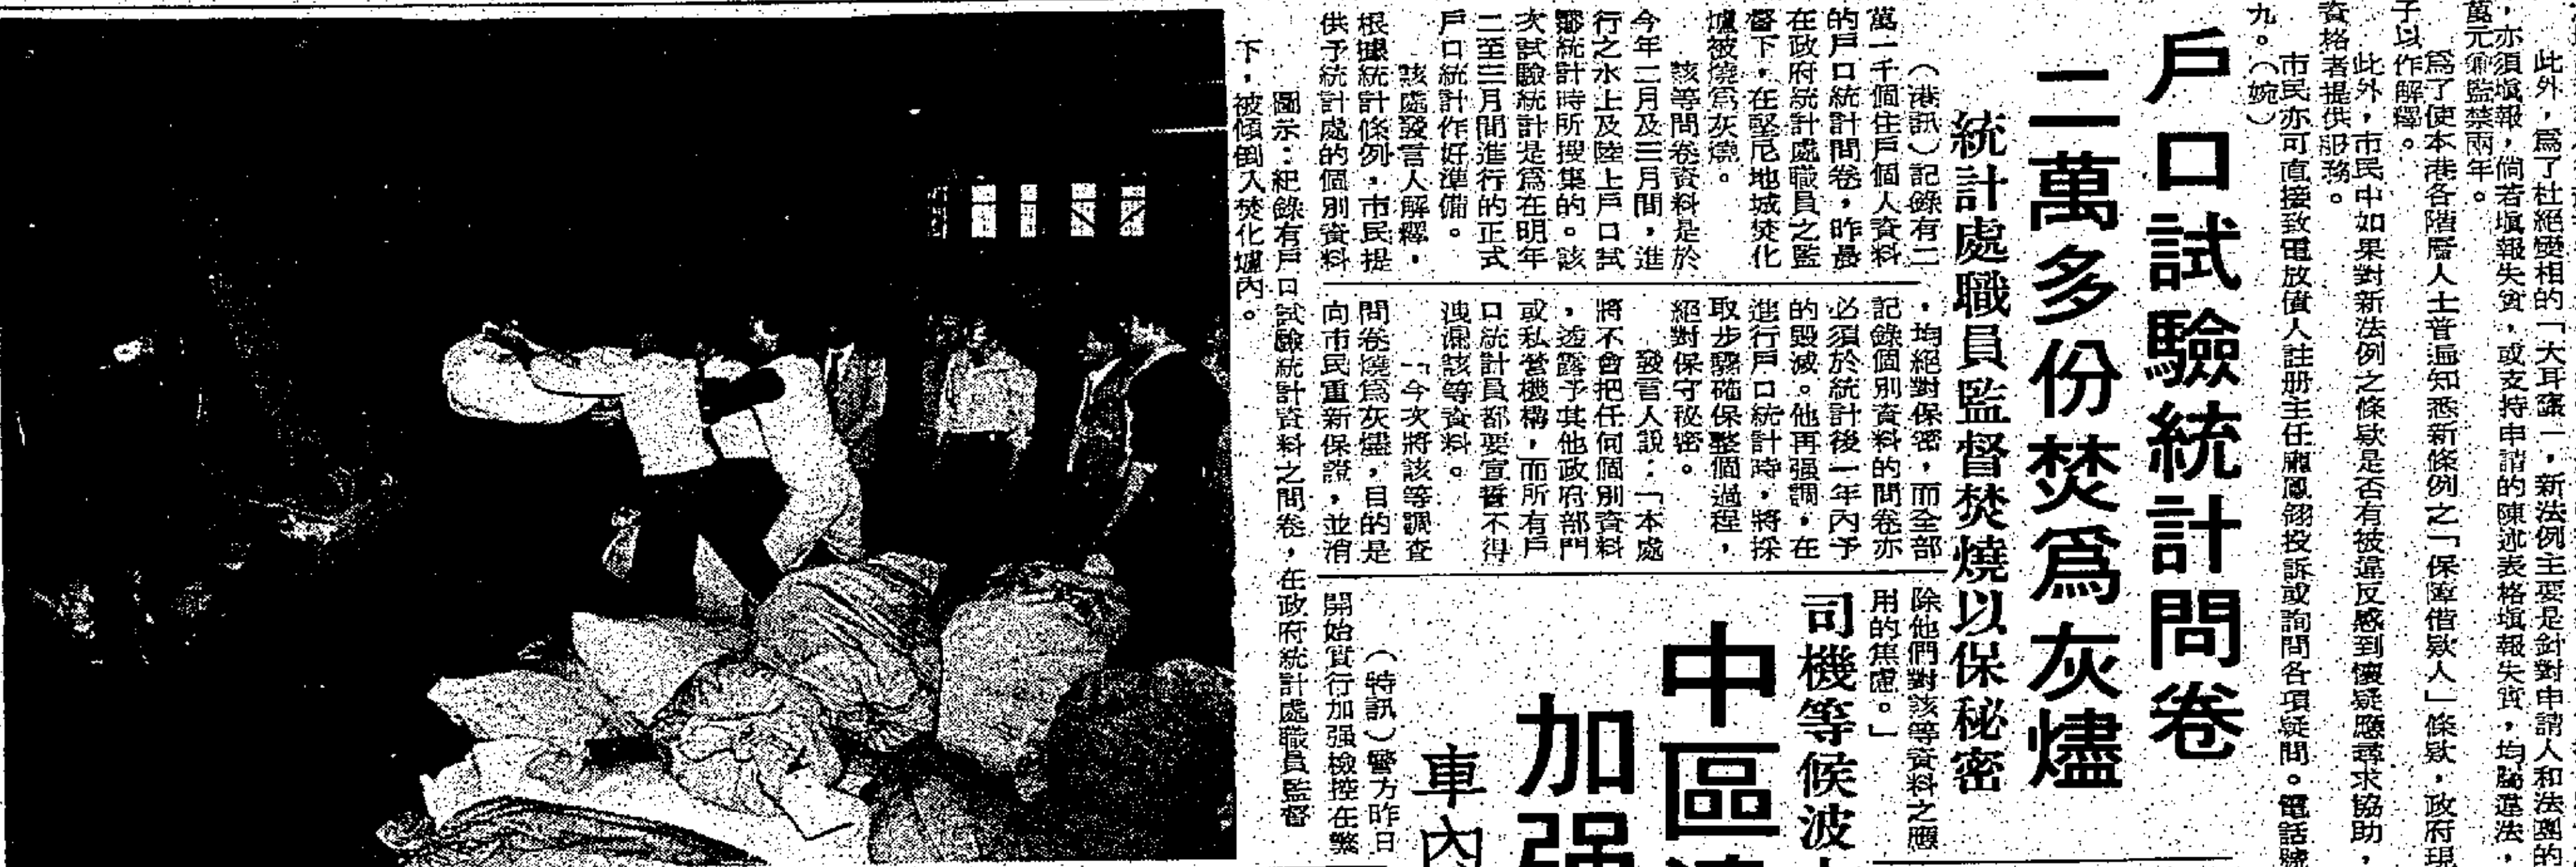 此外，爲了杜絕變相的「大耳窿」，新法例主要是針對申請人和法團的
，亦須塡報，倘若塡報失實，或支持申請的陳述表格塡報失實，均屬違法，
萬元兼監禁兩年。
爲了使本港各階層人士普遍知悉新條例之「保障借欵人」條欵，政府現
子以作解釋。
此外，市民中如果對新法例之條欵是否有被違反感到懷疑應尋求協助，
資格者提供服務。
市民亦可直接致電放債人註册主任廖鳳翎投訴或詢問各項疑問。電話號
九。（婉）
戶口試驗統計問卷
二萬多份焚爲灰燼
統計處職員監督焚燒以保秘密
（港訊）記錄有二
萬一千個住戶個人資料
的戶口統計問卷，昨晨
在政府統計處職員之監
督下，在堅尼地城焚化
爐被燒爲灰燼。
該等問卷資料是於
今年二月及三月間，進
行之水上及陸上戶口試
驗統計時所搜集的。該
次試驗統計是爲在明年
二至三月間進行的正式
戶口統計作好準備。
該處發言人解釋，
根據統計條例，市民提
供予統計處的個別資料
，均絕對保密，而全部
記錄個別資料的問卷亦
必須於統計後一年內予
的毁滅。他再强調，在
進行戶口統計時，將採
取步驟確保整個過程，
絕對保守秘密。
發言人說：「本處
將不會把任何個別資料
，透露予其他政府部門
或私營機構，而所有戶
口統計員都要宣誓不得
洩漏該等資料。
「今次將該等調查
問卷燒爲灰燼，目的是
向市民重新保證，並消
除他們對該等資料之應
用的焦慮。」
圖示：紀錄有戶口試驗統計資料之問卷，在政府統計處職員監督
下，被傾倒入焚化爐內。
司機等候波
中區
加强
車內
（特訊）警方昨日
開始實行加强檢控在繁